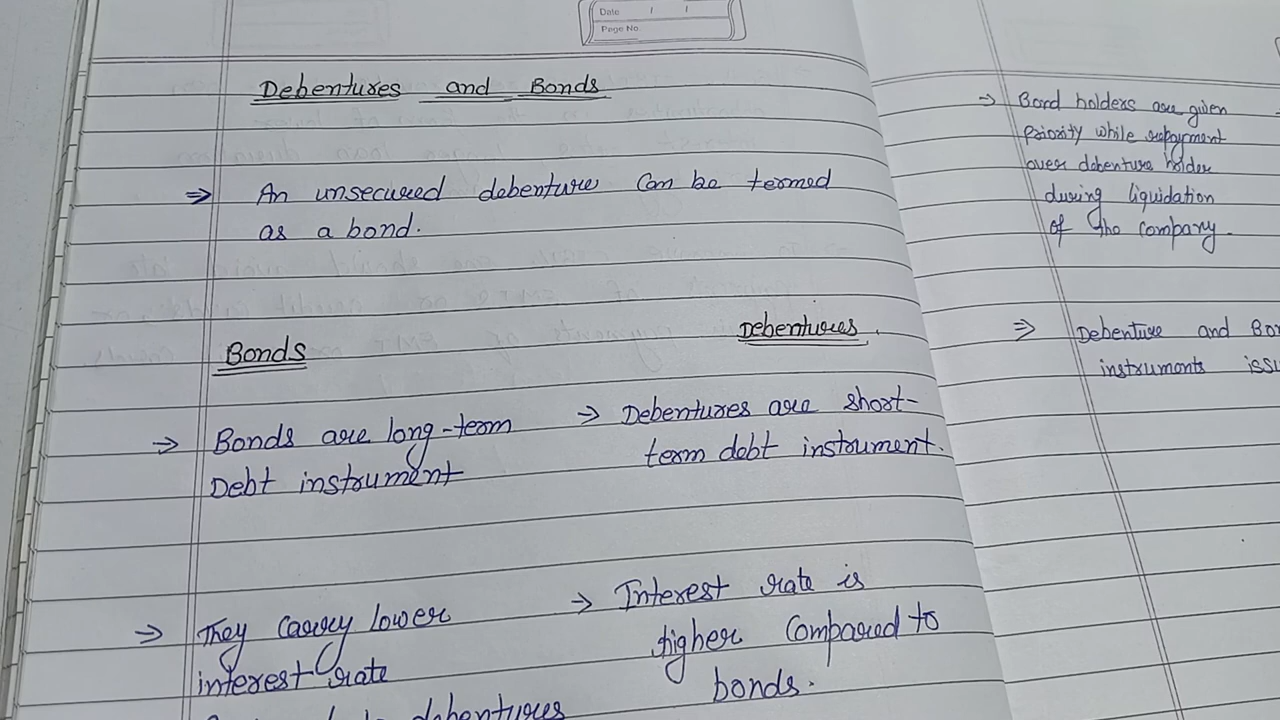 Date / /
Page No
Debentures and Bonds
⇒ An unsecured debenture can be termed
as a bond.
Bonds
Debentures.
⇒ Bonds are long-term
Debt instrument
⇒ Debentures are short-
term debt instrument.
⇒ They carry lower
interest rate
debentures
⇒ Interest rate is
higher compared to
bonds.
⇒ Bond holders are given
priority while repayment
over debenture holder
during liquidation
of the company.
⇒ Debenture and
instruments